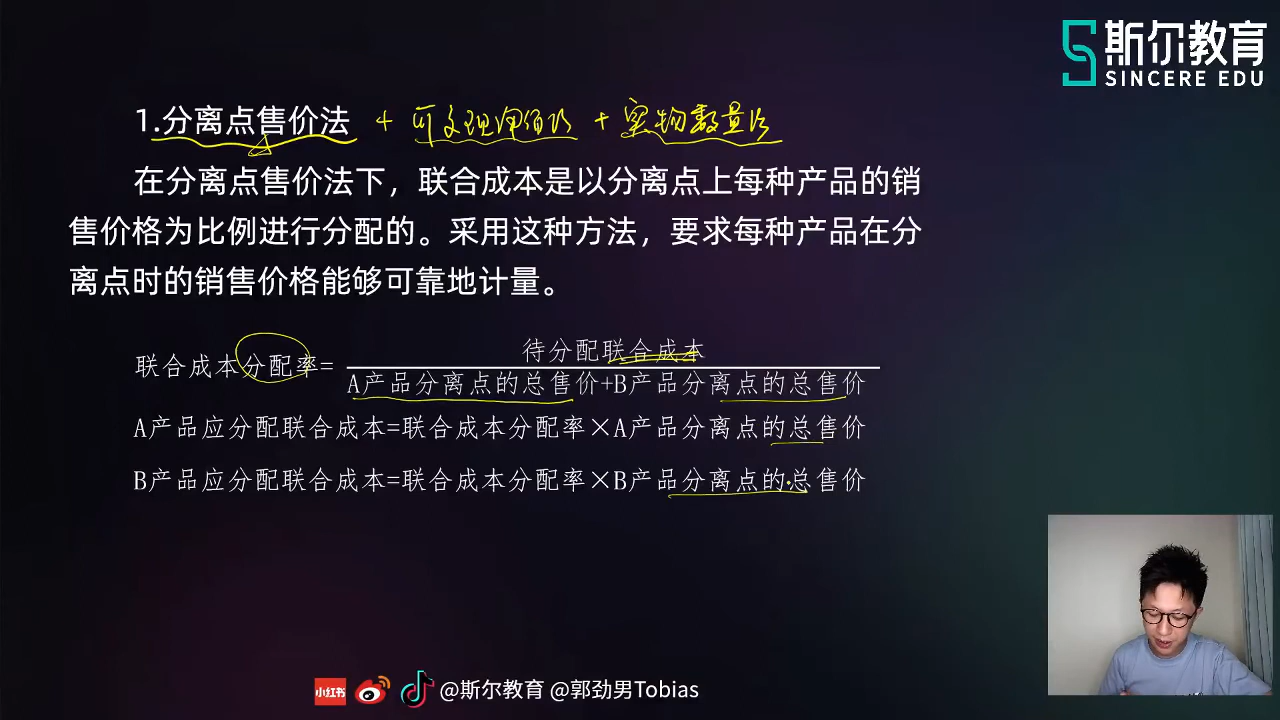 斯尔教育
SINCERE EDU
1.分离点售价法 + 可变现净值法 + 实物数量法
在分离点售价法下，联合成本是以分离点上每种产品的销
售价格为比例进行分配的。采用这种方法，要求每种产品在分
离点时的销售价格能够可靠地计量。
待分配联合成本
联合成本分配率=
A产品分离点的总售价+B产品分离点的总售价
A产品应分配联合成本=联合成本分配率×A产品分离点的总售价
B产品应分配联合成本=联合成本分配率×B产品分离点的总售价
小红书 @斯尔教育 @郭劲男Tobias